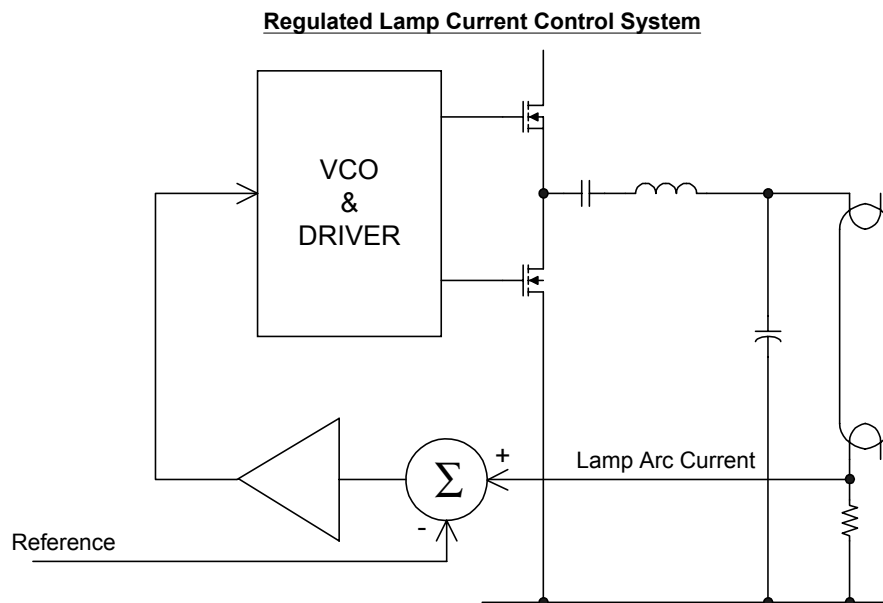 Regulated Lamp Current Control System
VCO
&
DRIVER
+
Lamp Arc Current
Σ
-
Reference